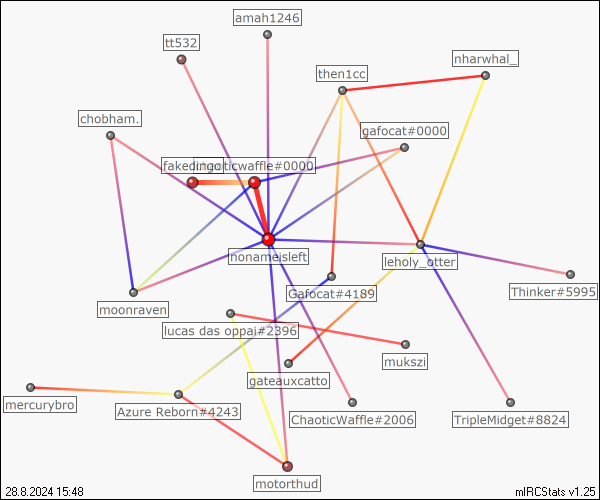 amah1246
tt532
nharwhal_
then1cc
chobham.
gafocat#0000
fakedingo
ticwaffle#0000
nonameisleft
leholy_otter
Thinker#5995
Gafocat#4189
moonraven
lucas das oppai#2396
mukszi
gateauxcatto
mercurybro
Azure Reborn#4243
ChaoticWaffle#2006
TripleMidget#8824
motorthud
28.8.2024 15:48
mIRCStats v1.25